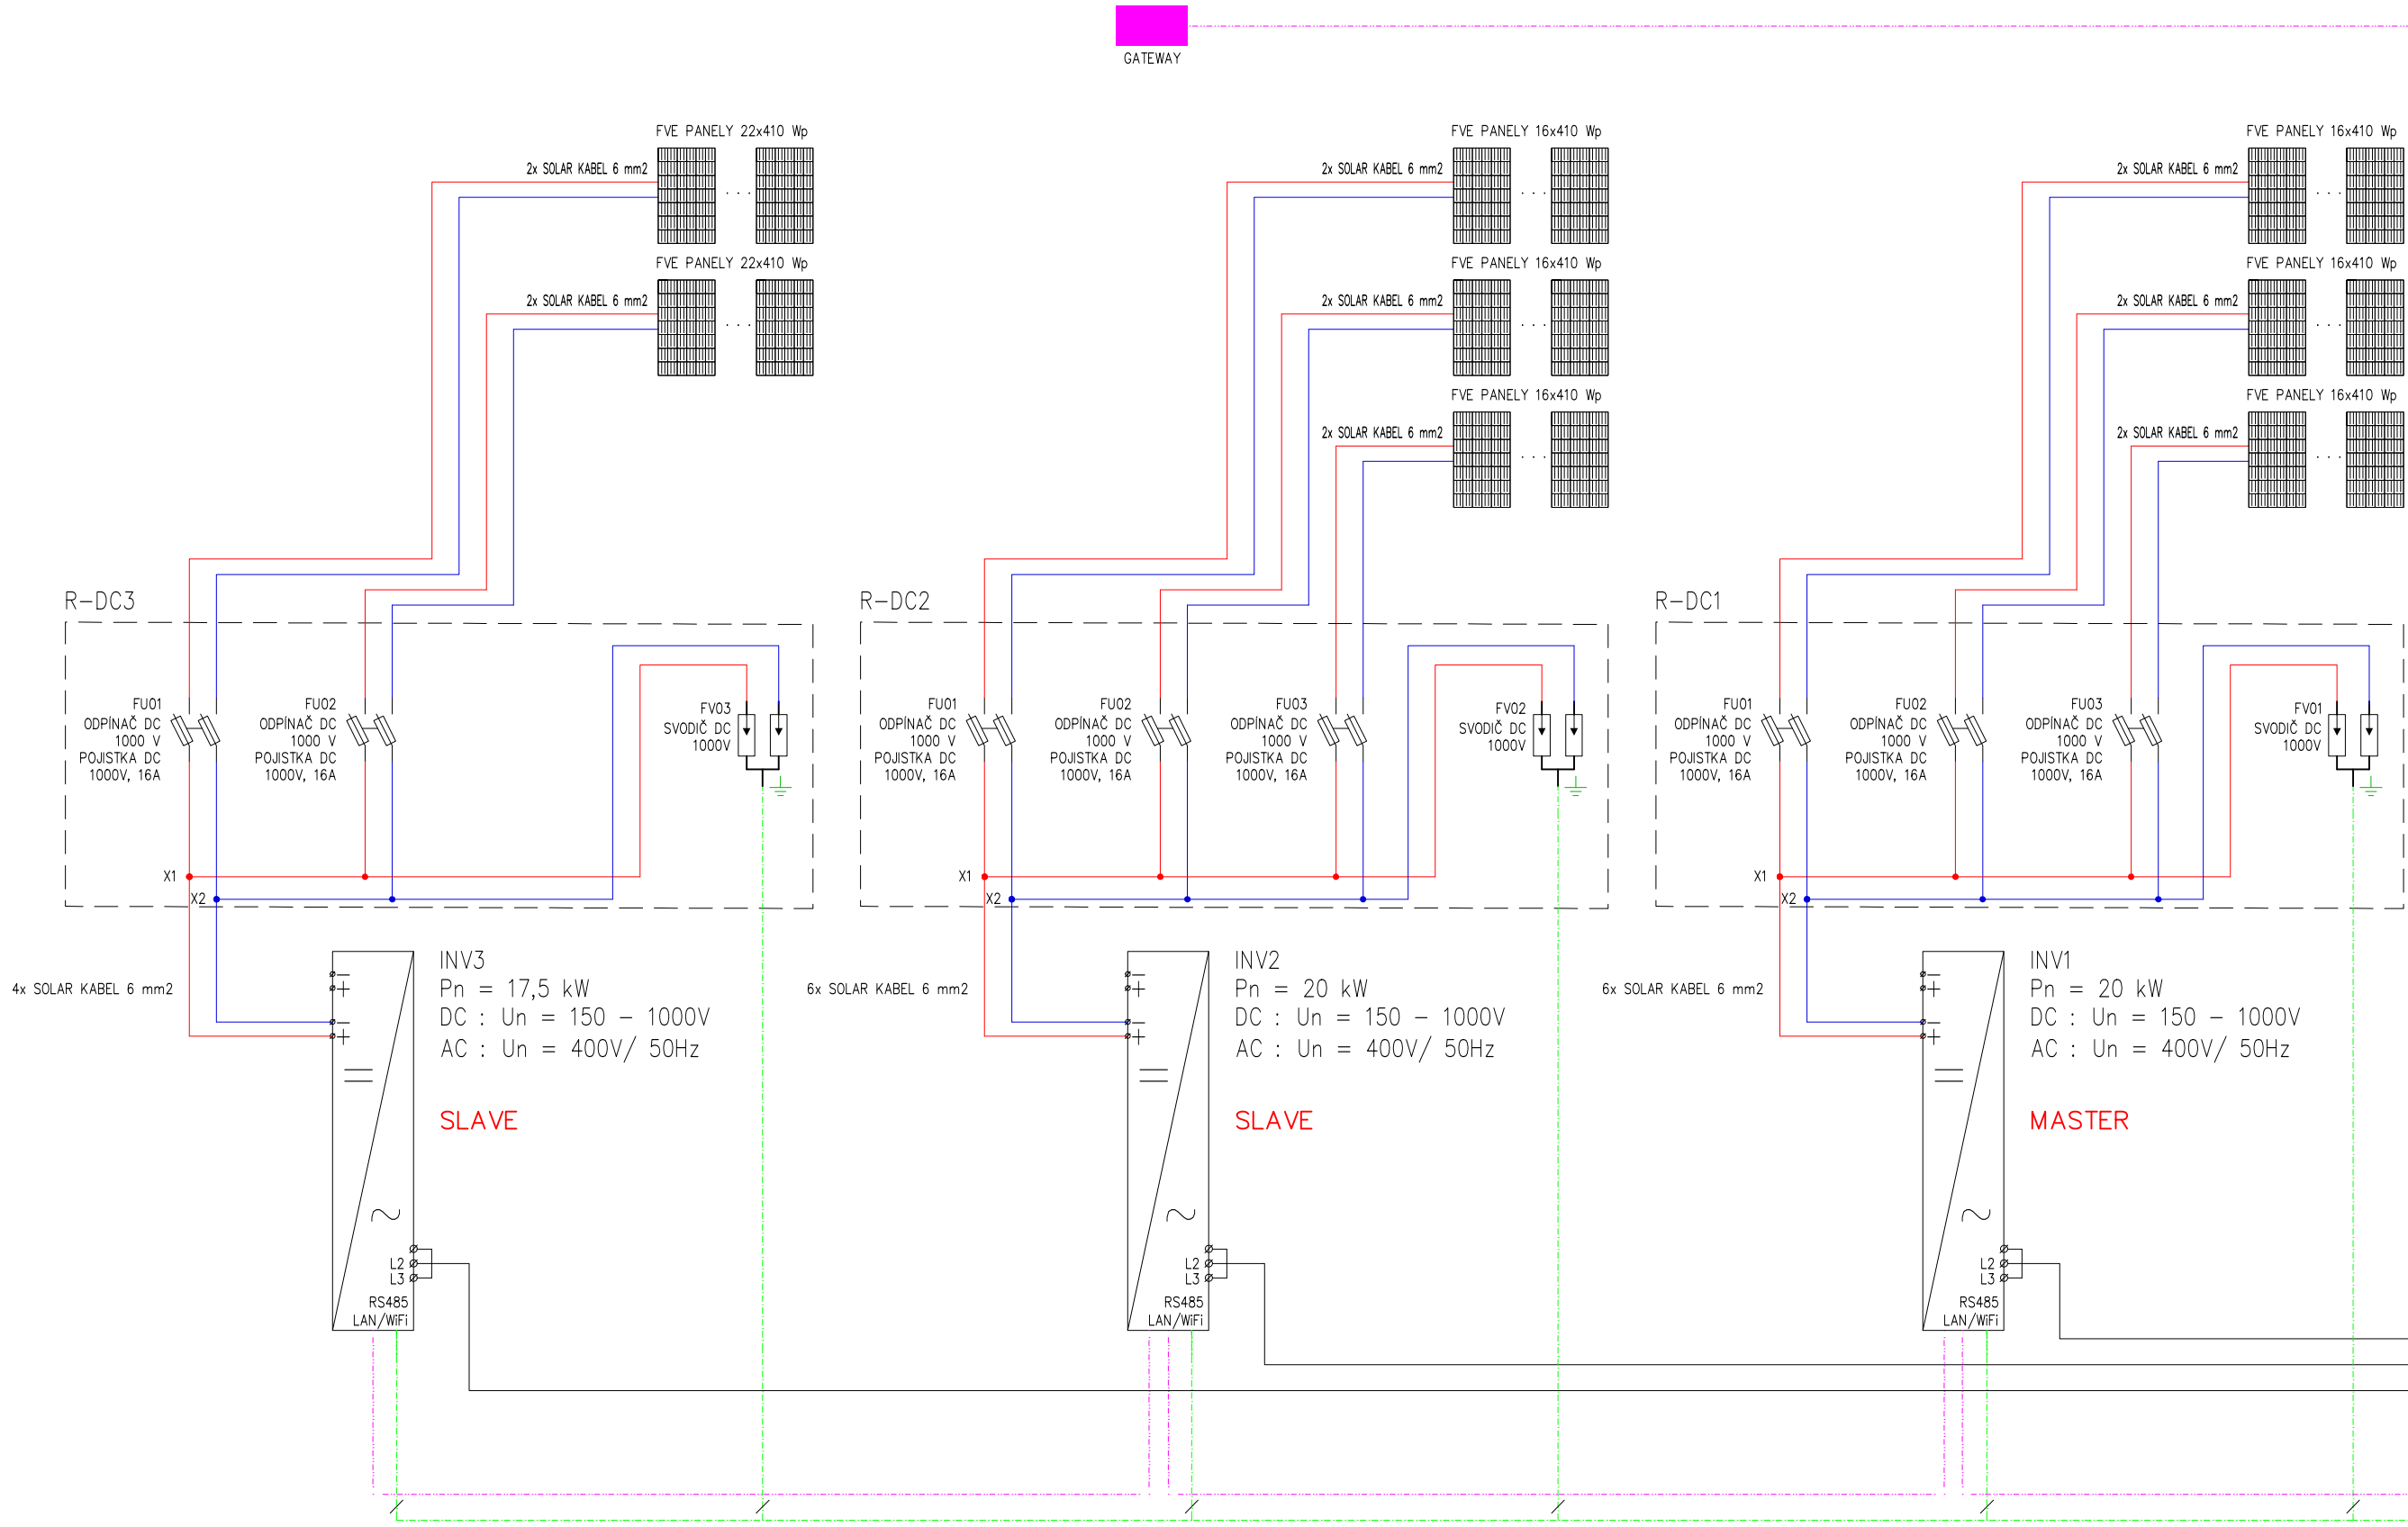 GATEWAY
FVE PANELY 22x410 Wp
2x SOLAR KABEL 6 mm2
FVE PANELY 22x410 Wp
2x SOLAR KABEL 6 mm2
FVE PANELY 16x410 Wp
2x SOLAR KABEL 6 mm2
FVE PANELY 16x410 Wp
2x SOLAR KABEL 6 mm2
FVE PANELY 16x410 Wp
2x SOLAR KABEL 6 mm2
FVE PANELY 16x410 Wp
2x SOLAR KABEL 6 mm2
FVE PANELY 16x410 Wp
2x SOLAR KABEL 6 mm2
FVE PANELY 16x410 Wp
2x SOLAR KABEL 6 mm2
R-DC3
FU01
ODPÍNAČ DC
1000 V
POJISTKA DC
1000V, 16A
FU02
ODPÍNAČ DC
1000 V
POJISTKA DC
1000V, 16A
FV03
SVODIČ DC
1000V
X1
X2
R-DC2
FU01
ODPÍNAČ DC
1000 V
POJISTKA DC
1000V, 16A
FU02
ODPÍNAČ DC
1000 V
POJISTKA DC
1000V, 16A
FU03
ODPÍNAČ DC
1000 V
POJISTKA DC
1000V, 16A
FV02
SVODIČ DC
1000V
X1
X2
R-DC1
FU01
ODPÍNAČ DC
1000 V
POJISTKA DC
1000V, 16A
FU02
ODPÍNAČ DC
1000 V
POJISTKA DC
1000V, 16A
FU03
ODPÍNAČ DC
1000 V
POJISTKA DC
1000V, 16A
FV01
SVODIČ DC
1000V
X1
X2
4x SOLAR KABEL 6 mm2
INV3
Pn = 17,5 kW
DC : Un = 150 - 1000V
AC : Un = 400V/ 50Hz
SLAVE
L2
L3
RS485
LAN/WiFi
6x SOLAR KABEL 6 mm2
INV2
Pn = 20 kW
DC : Un = 150 - 1000V
AC : Un = 400V/ 50Hz
SLAVE
L2
L3
RS485
LAN/WiFi
6x SOLAR KABEL 6 mm2
INV1
Pn = 20 kW
DC : Un = 150 - 1000V
AC : Un = 400V/ 50Hz
MASTER
L2
L3
RS485
LAN/WiFi